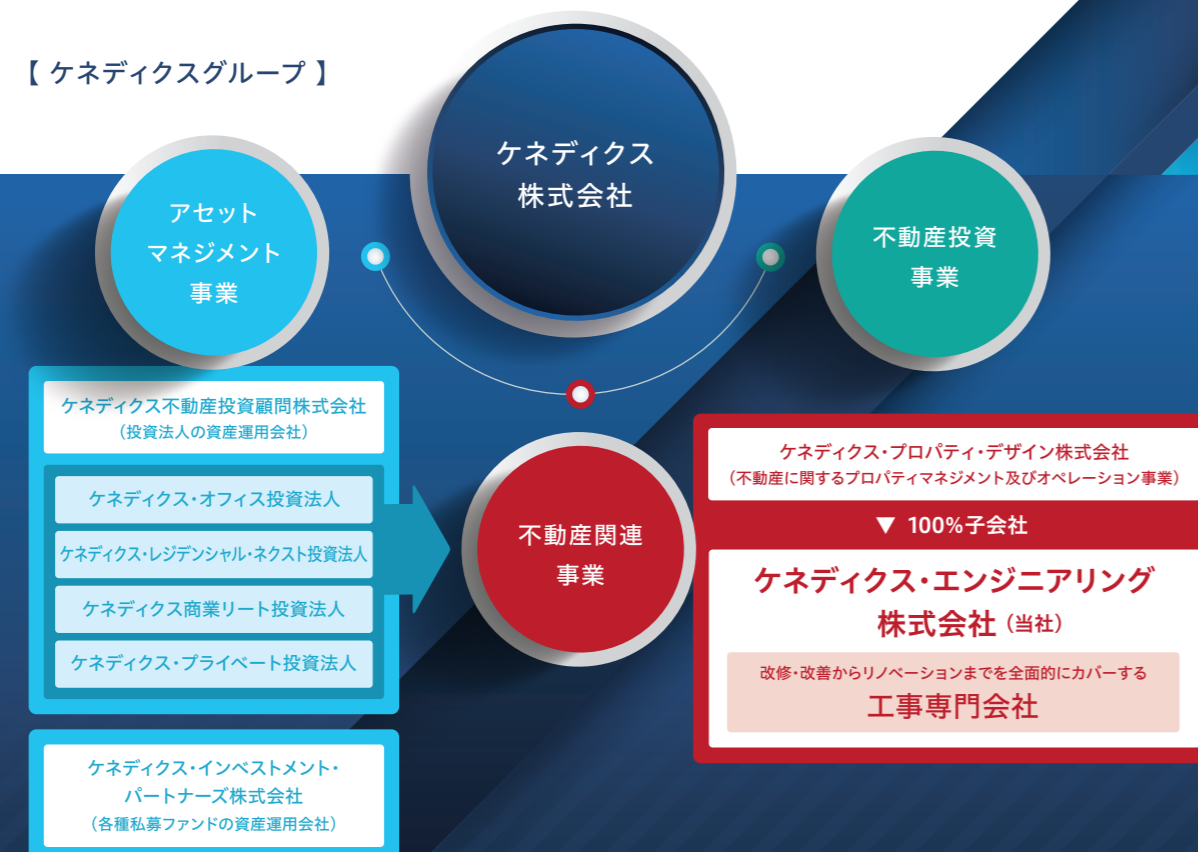 【 ケネディクスグループ 】
ケネディクス
株式会社
アセット
マネジメント
事業
不動産投資
事業
ケネディクス不動産投資顧問株式会社
（投資法人の資産運用会社）
ケネディクス・オフィス投資法人
ケネディクス・レジデンシャル・ネクスト投資法人
ケネディクス商業リート投資法人
ケネディクス・プライベート投資法人
ケネディクス・インベストメント・
パートナーズ株式会社
（各種私募ファンドの資産運用会社）
不動産関連
事業
ケネディクス・プロパティ・デザイン株式会社
（不動産に関するプロパティマネジメント及びオペレーション事業）
▼ 100%子会社
ケネディクス・エンジニアリング
株式会社（当社）
改修・改善からリノベーションまでを全面的にカバーする
工事専門会社